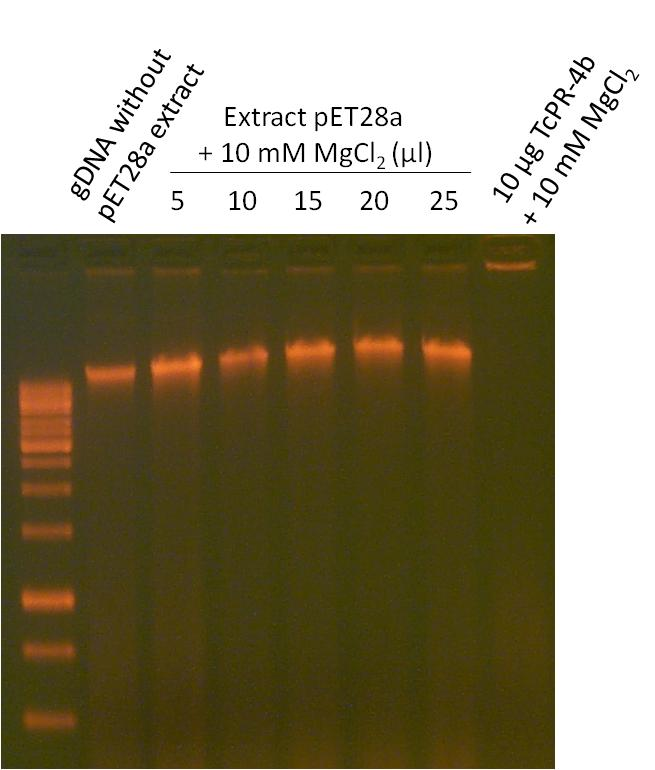 gDNA without
pET28a extract
Extract pET28a
+ 10 mM MgCl₂ (µl)
5 10 15 20 25
10 µg TcPR-4b
+ 10 mM MgCl₂